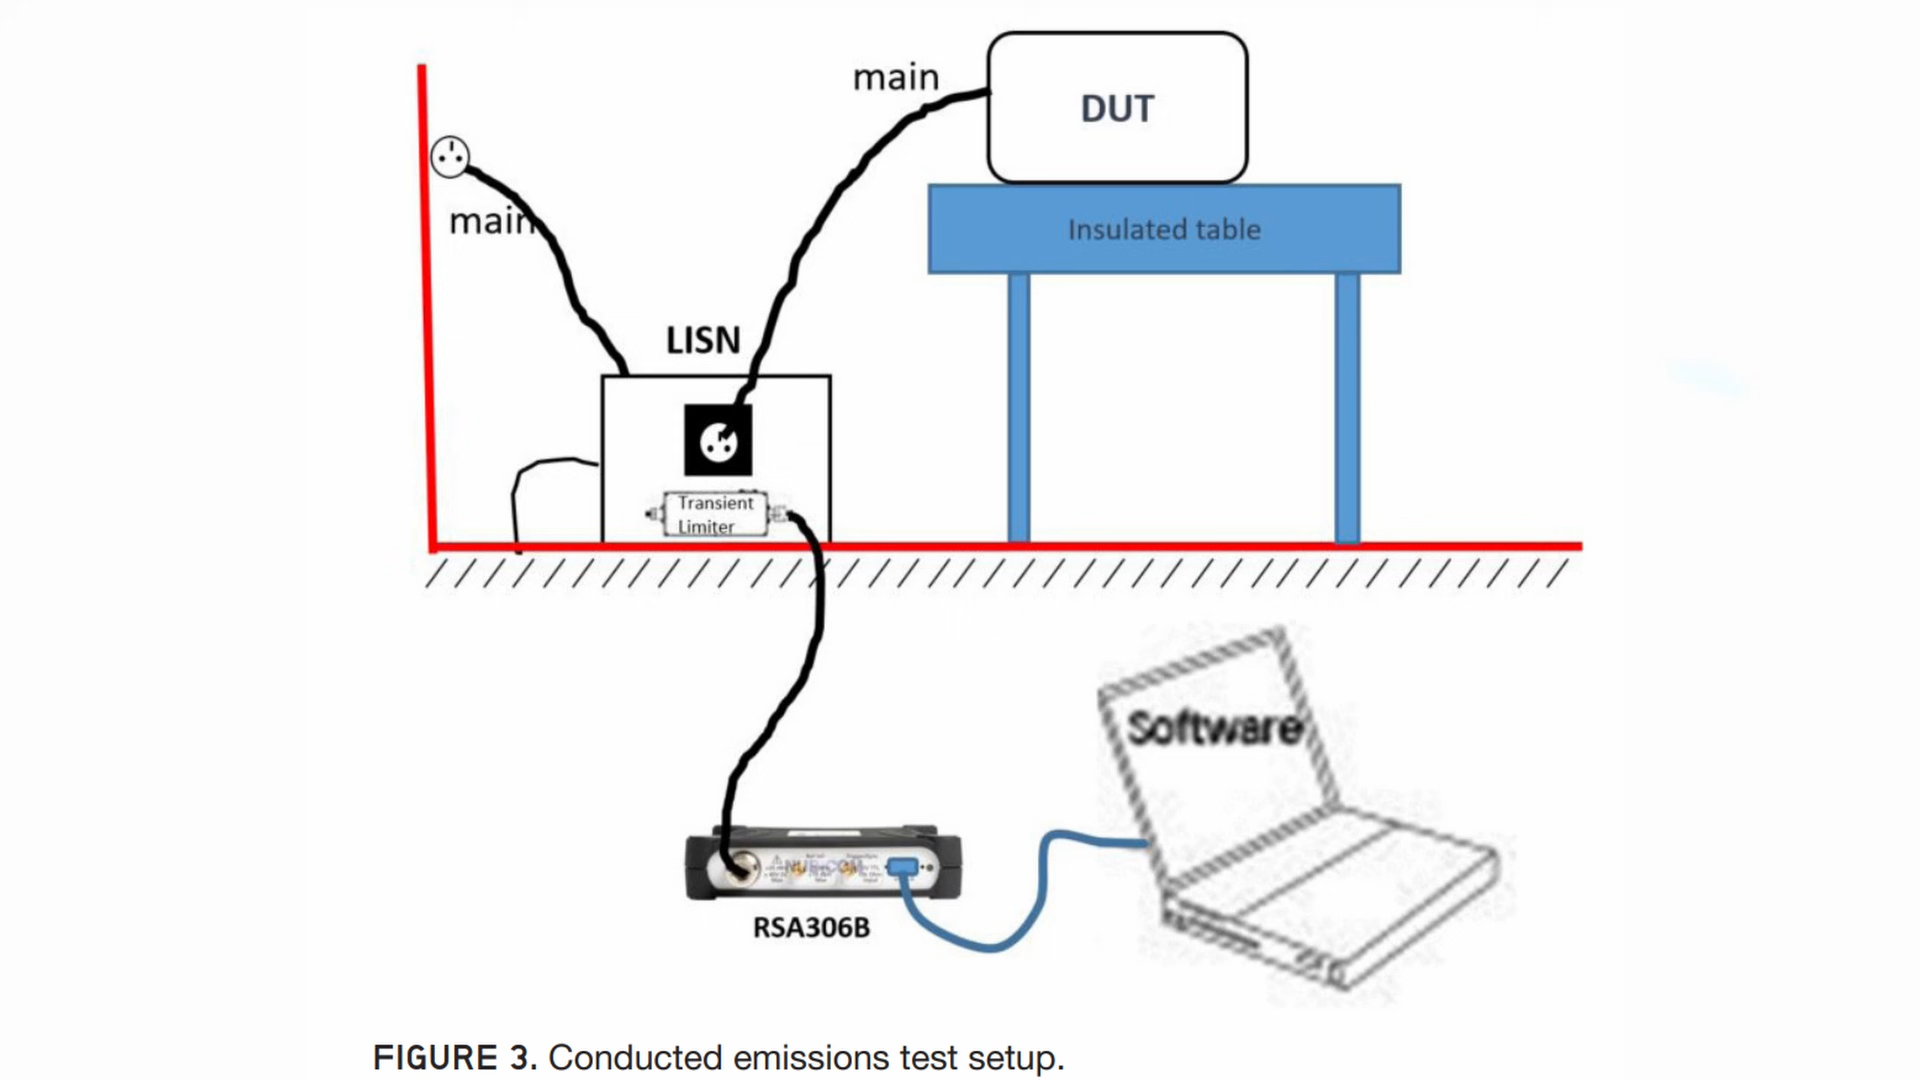 main
DUT
main
Insulated table
LISN
Transient
Limiter
Software
RSA306B
FIGURE 3. Conducted emissions test setup.